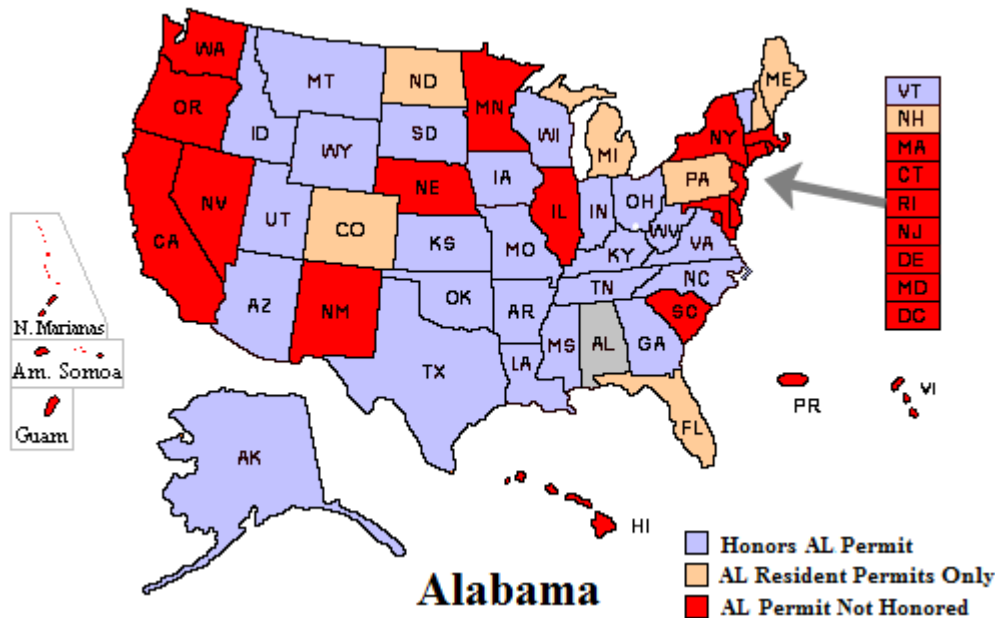 WA
MT
ND
MN
ME
OR
ID
SD
WI
NY
WY
MI
IA
NE
PA
NV
UT
IL
IN
OH
CO
WV
VA
CA
KS
MO
KY
NC
TN
AZ
OK
NM
AR
SC
MS
AL
GA
TX
LA
FL
AK
HI
VT
NH
MA
CT
RI
NJ
DE
MD
DC
N. Marianas
Am. Somoa
Guam
PR
VI
Honors AL Permit
AL Resident Permits Only
AL Permit Not Honored
Alabama